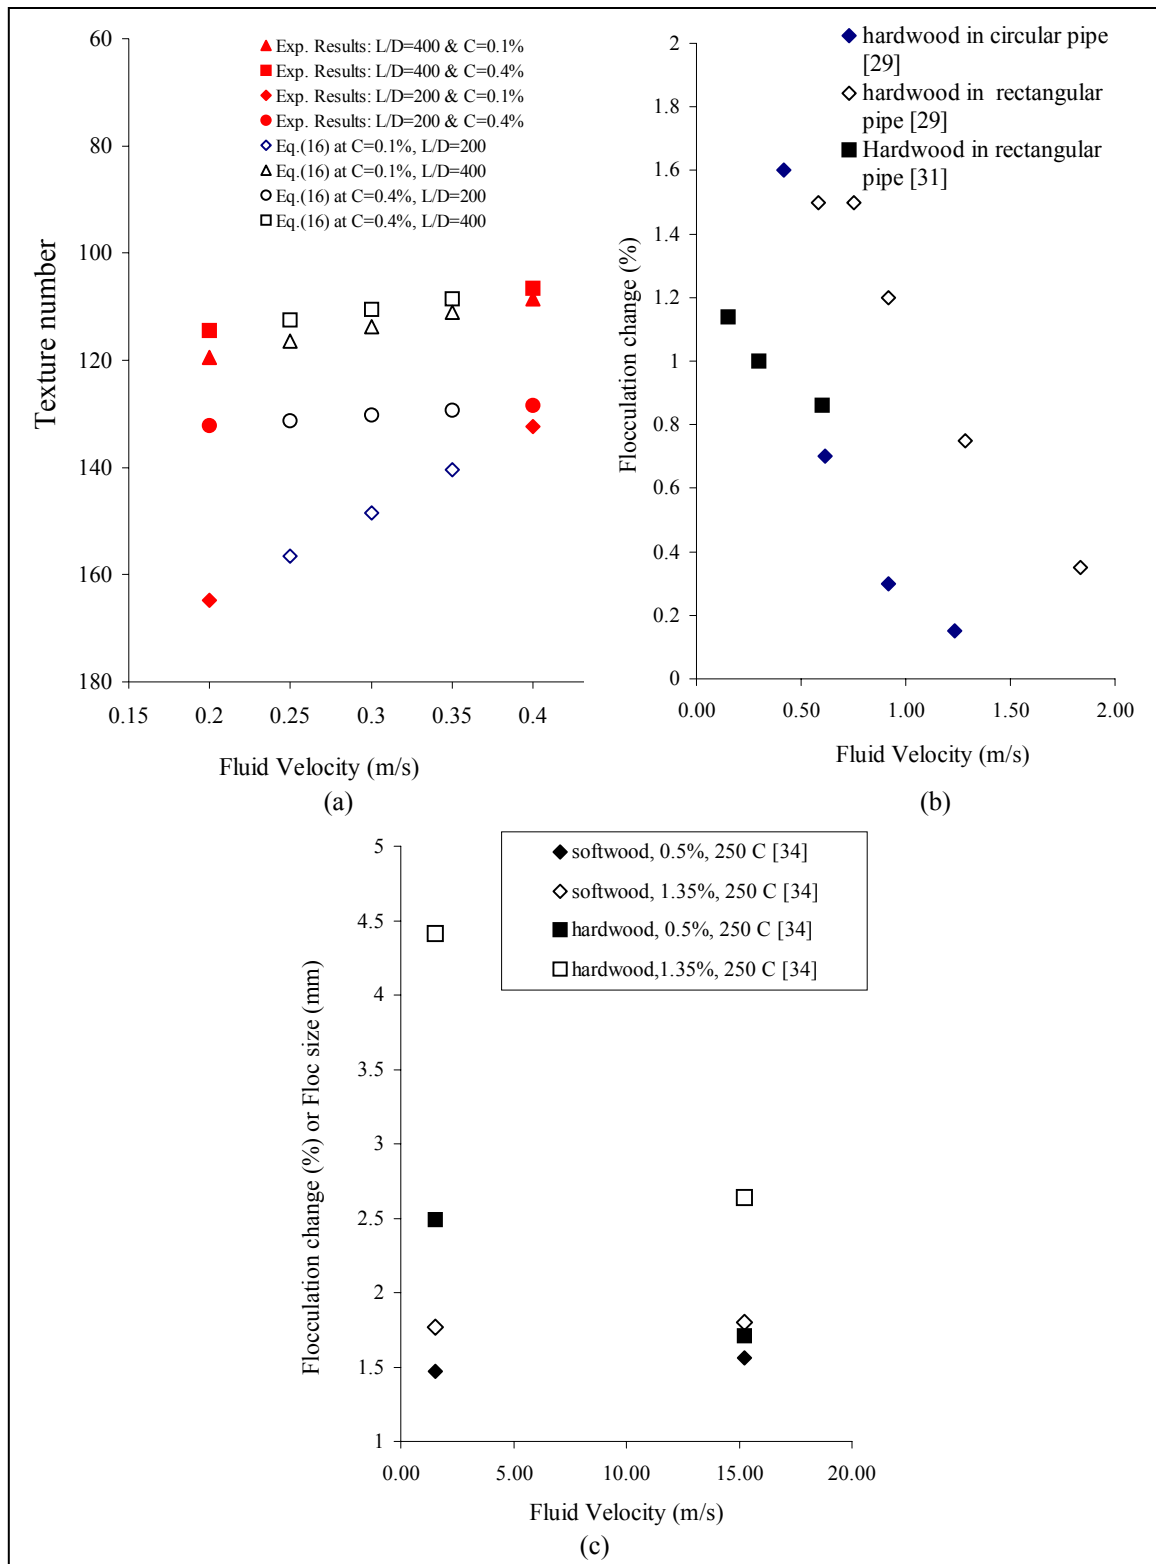 60
80
100
120
140
160
180
Texture number
Exp. Results: L/D=400 & C=0.1%
Exp. Results: L/D=400 & C=0.4%
Exp. Results: L/D=200 & C=0.1%
Exp. Results: L/D=200 & C=0.4%
Eq.(16) at C=0.1%, L/D=200
Eq.(16) at C=0.1%, L/D=400
Eq.(16) at C=0.4%, L/D=200
Eq.(16) at C=0.4%, L/D=400
0.15 0.2 0.25 0.3 0.35 0.4
Fluid Velocity (m/s)
(a)
2
1.8
1.6
1.4
1.2
1
0.8
0.6
0.4
0.2
0
Flocculation change (%)
hardwood in circular pipe
[29]
hardwood in rectangular
pipe [29]
Hardwood in rectangular
pipe [31]
0.00 0.50 1.00 1.50 2.00
Fluid Velocity (m/s)
(b)
5
4.5
4
3.5
3
2.5
2
1.5
1
Flocculation change (%) or Floc size (mm)
softwood, 0.5%, 250 C [34]
softwood, 1.35%, 250 C [34]
hardwood, 0.5%, 250 C [34]
hardwood,1.35%, 250 C [34]
0.00 5.00 10.00 15.00 20.00
Fluid Velocity (m/s)
(c)